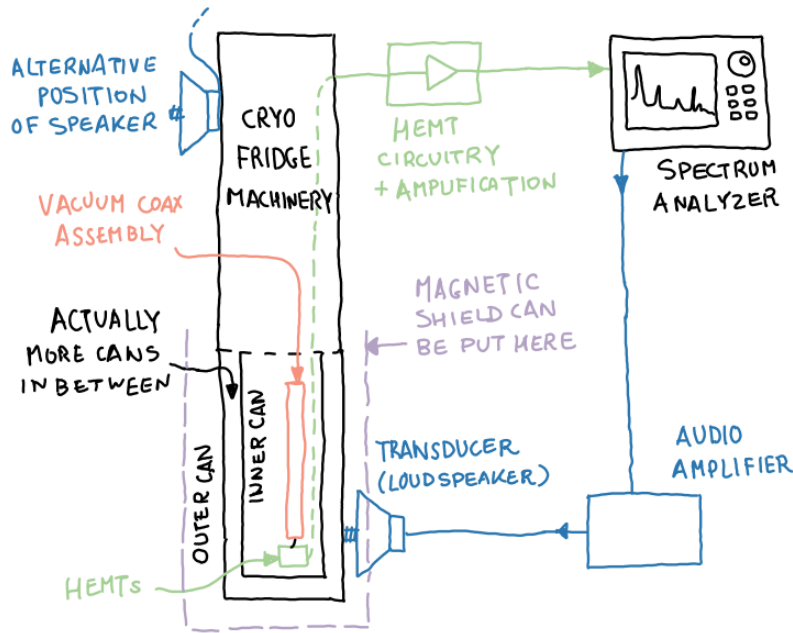 ALTERNATIVE
POSITION
OF SPEAKER
CRYO
FRIDGE
MACHINERY
HEMT
CIRCUITRY
+ AMPUFICATION
SPECTRUM
ANALYZER
VACUUM COAX
ASSEMBLY
MAGNETIC
SHIELD CAN
BE PUT HERE
ACTUALLY
MORE CANS
IN BETWEEN
OUTER CAN
INNER CAN
TRANSDUCER
(LOUDSPEAKER)
AUDIO
AMPLIFIER
HEMTs